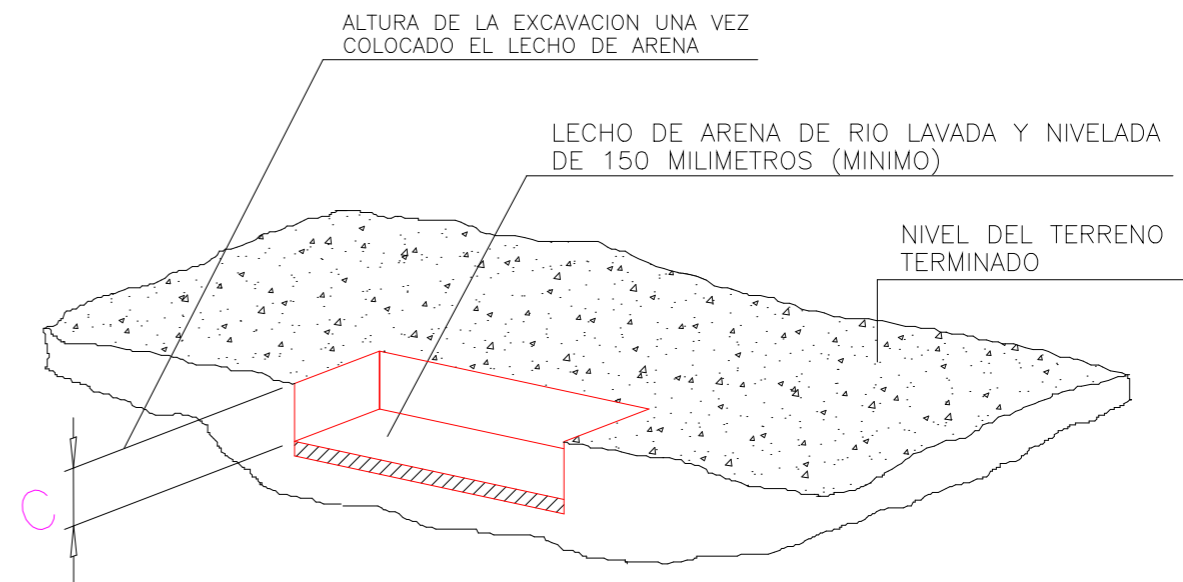 ALTURA DE LA EXCAVACION UNA VEZ
COLOCADO EL LECHO DE ARENA
LECHO DE ARENA DE RIO LAVADA Y NIVELADA
DE 150 MILIMETROS (MINIMO)
NIVEL DEL TERRENO
TERMINADO
C